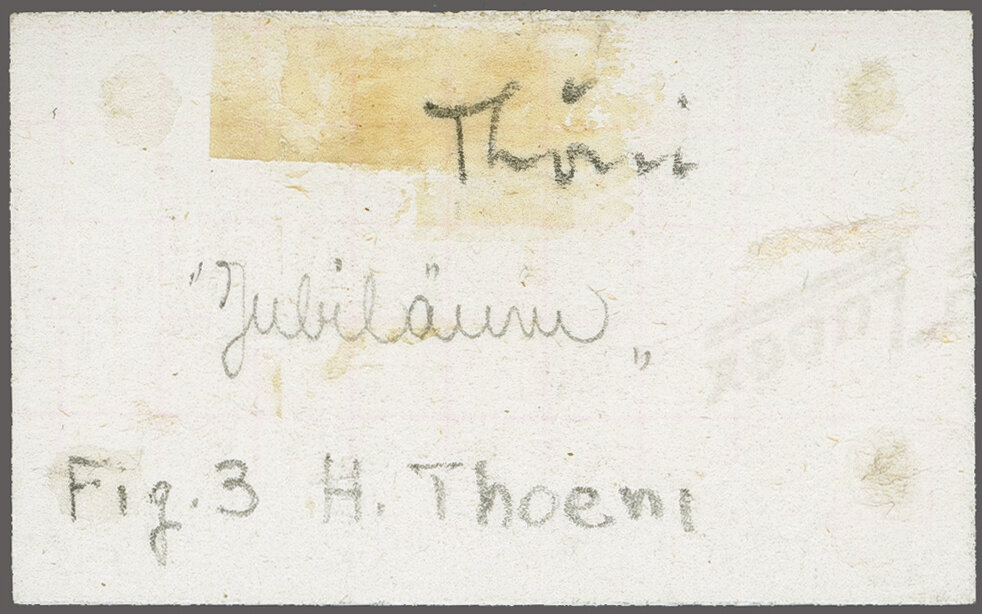 Thöni
"Jubiläum"
Fig. 3 H. Thoeni